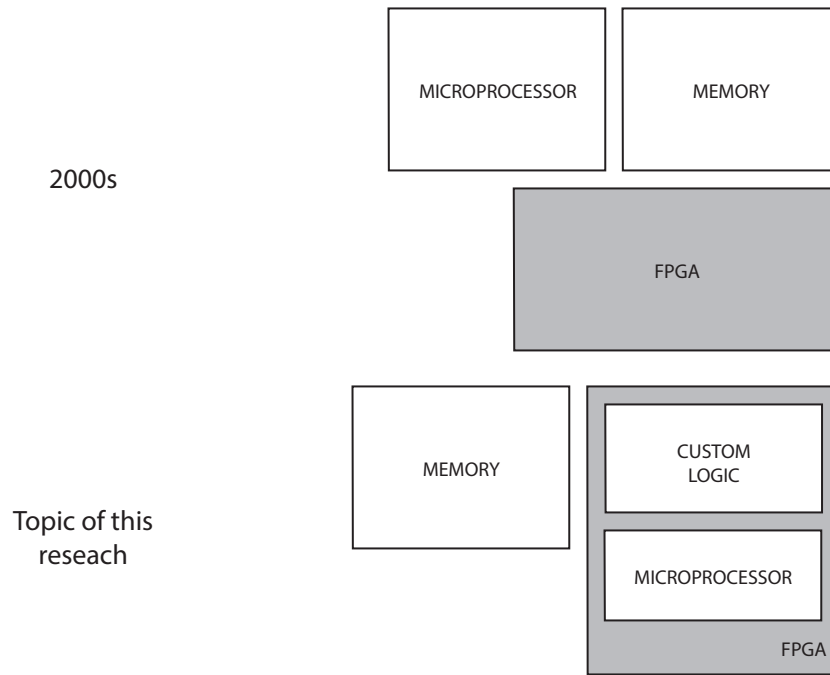 MICROPROCESSOR
MEMORY
2000s
FPGA
MEMORY
CUSTOM
LOGIC
Topic of this
reseach
MICROPROCESSOR
FPGA